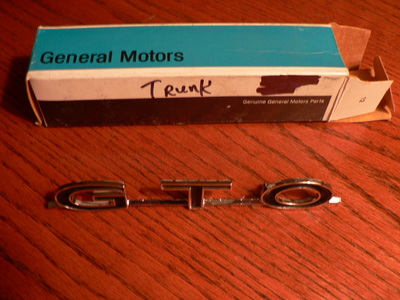 General Motors
Trunk
Genuine General Motors Parts
GTO